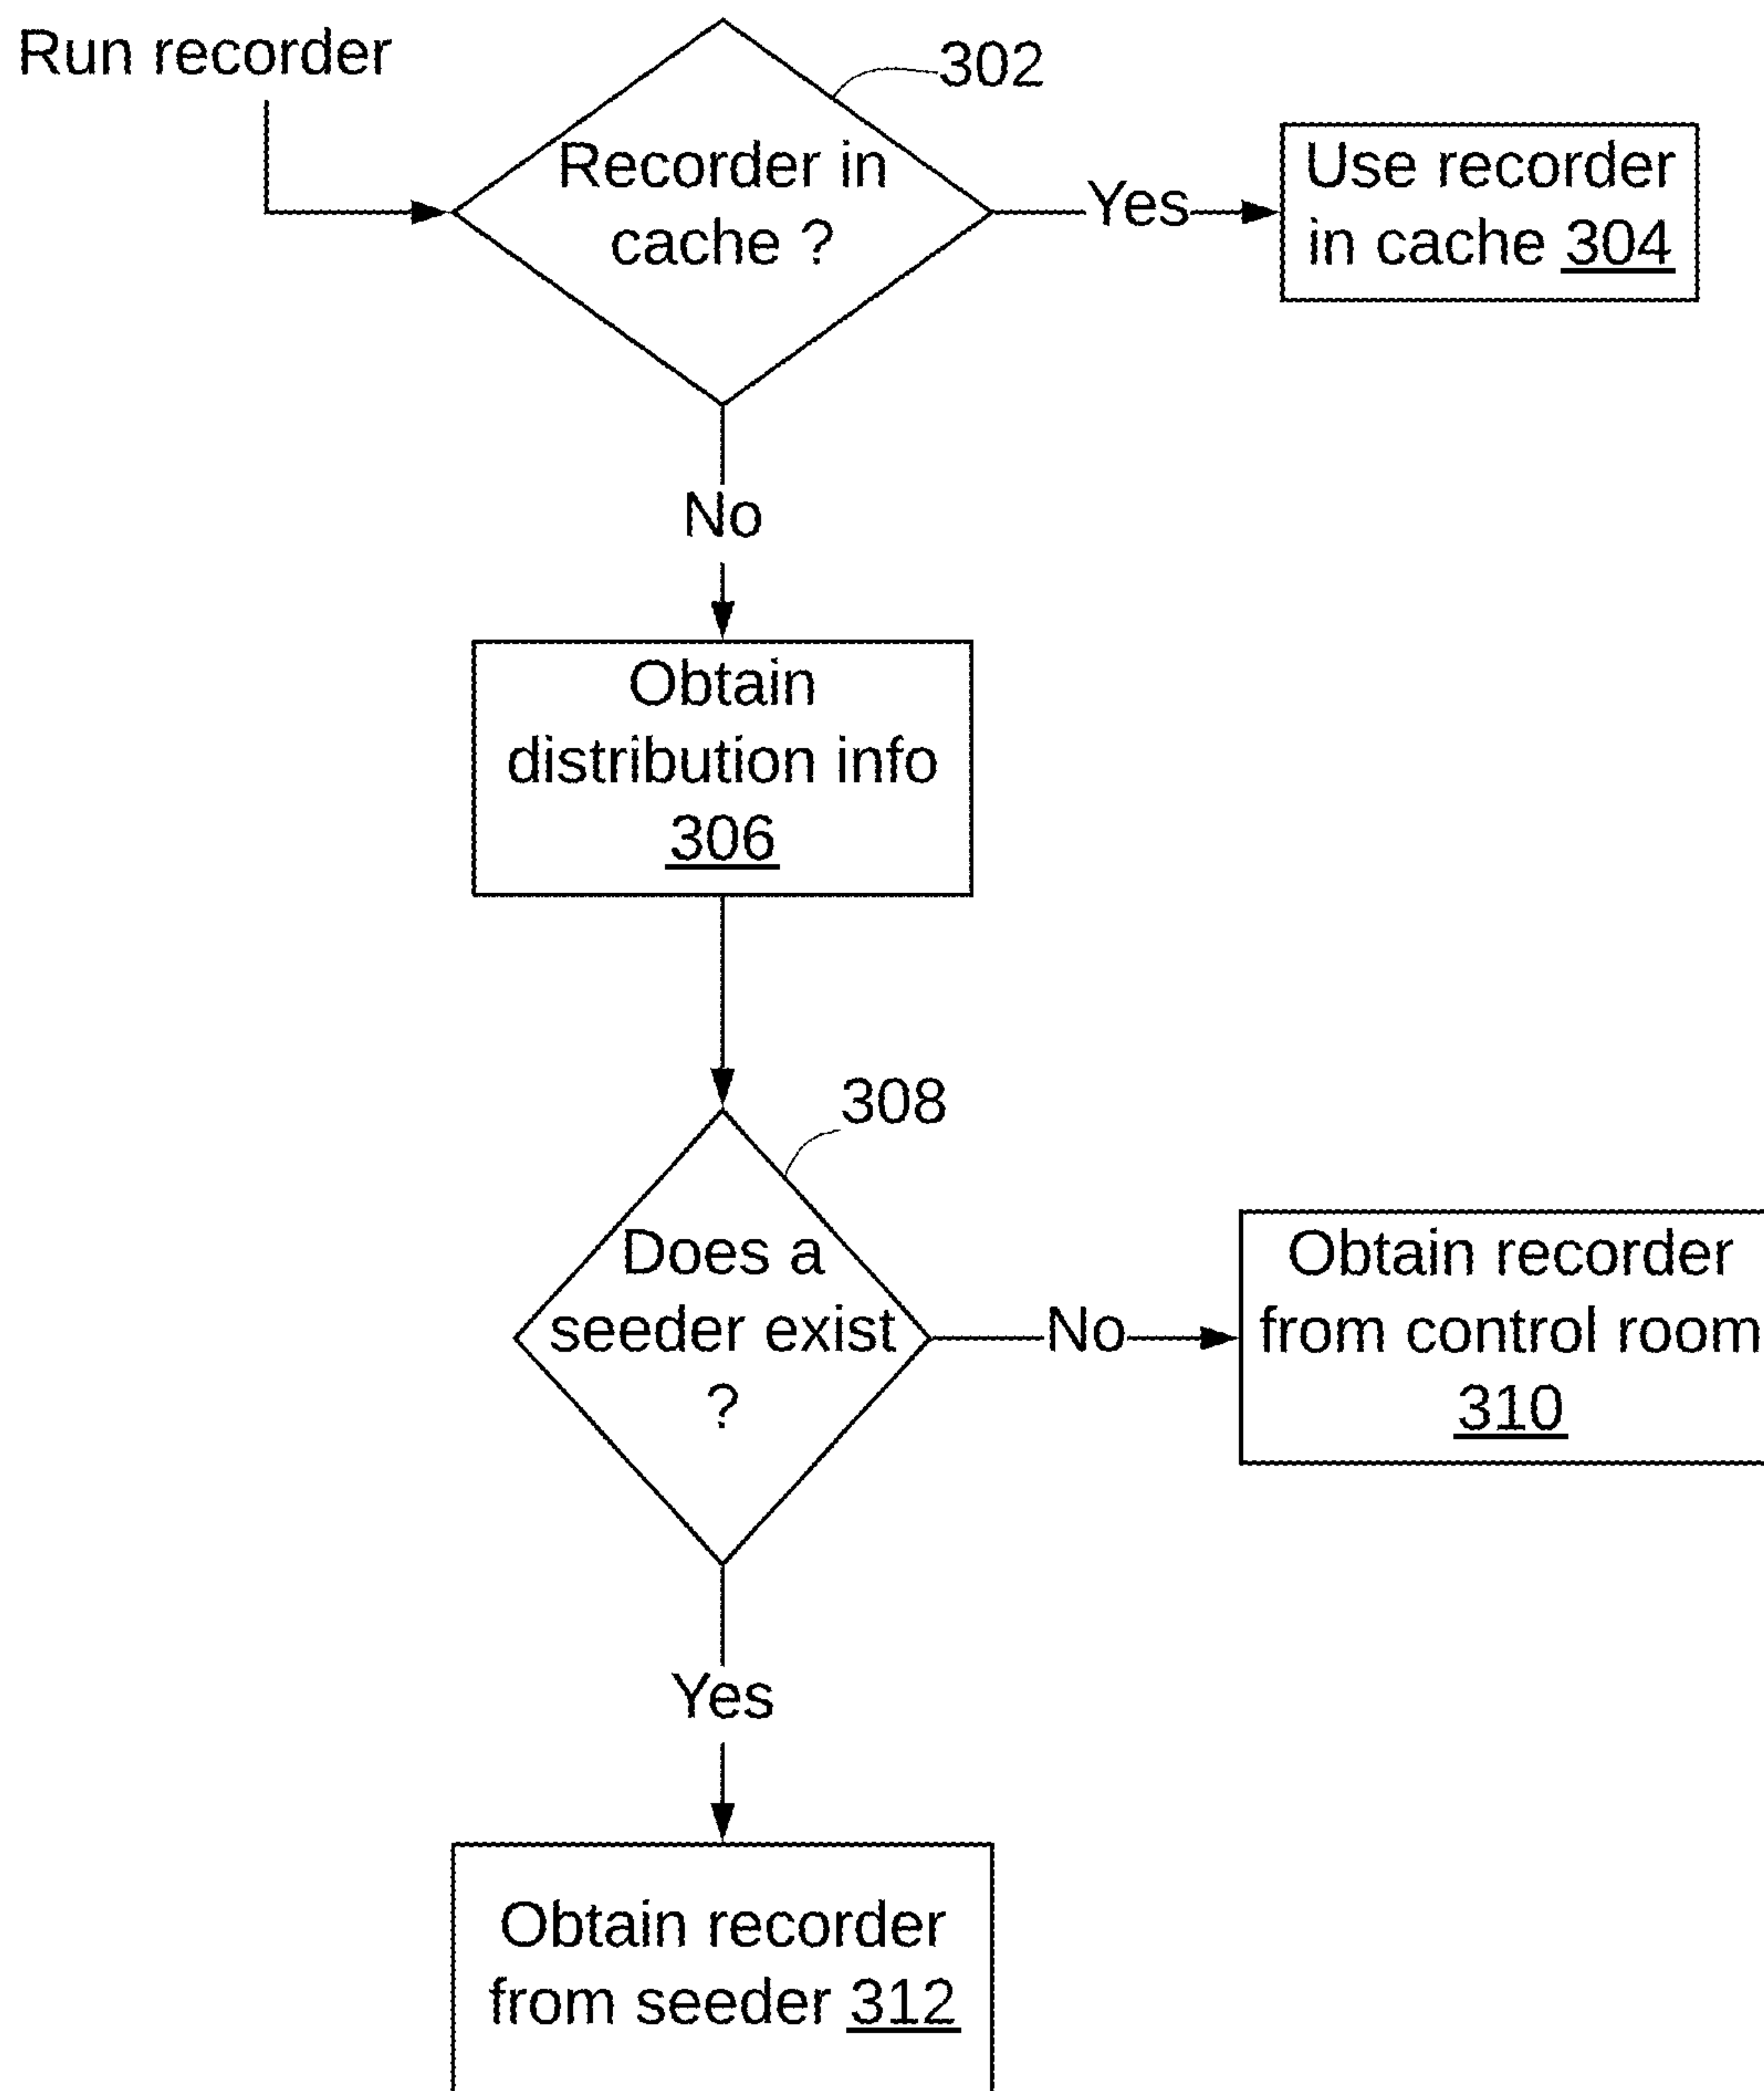 Run recorder
302
Recorder in
cache ?
Yes
Use recorder
in cache 304
No
Obtain
distribution info
306
308
Does a
seeder exist
?
No
Obtain recorder
from control room
310
Yes
Obtain recorder
from seeder 312